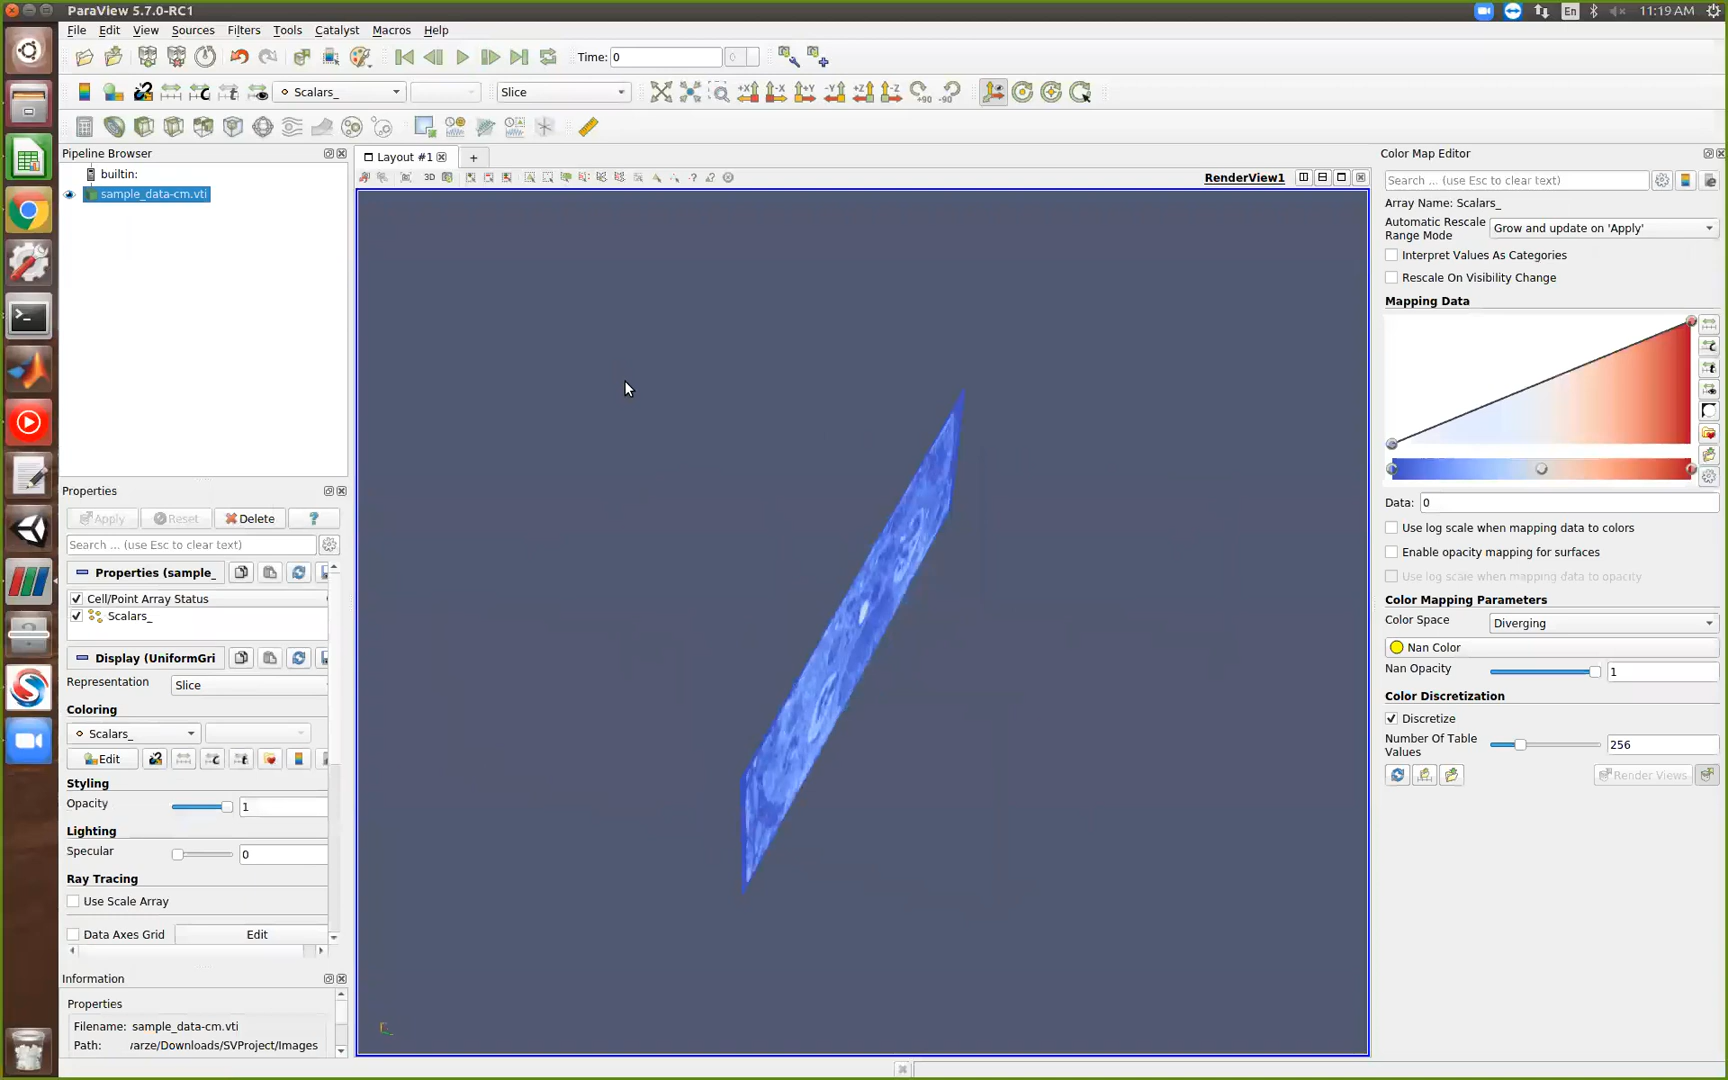 ParaView 5.7.0-RC1
En
11:19 AM
File Edit View Sources Filters Tools Catalyst Macros Help
Time: 0
0
Scalars_
Slice
+X -X +Y -Y +Z -Z +90 -90
Pipeline Browser
builtin:
sample_data-cm.vti
Layout #1
+
3D
RenderView1
Properties
Apply Reset Delete ?
Search ... (use Esc to clear text)
Properties (sample_
Cell/Point Array Status
Scalars_
Display (UniformGri
Representation Slice
Coloring
Scalars_
Edit
Styling
Opacity 1
Lighting
Specular 0
Ray Tracing
Use Scale Array
Data Axes Grid Edit
Information
Properties
Filename: sample_data-cm.vti
Path: varze/Downloads/SVProject/Images
Color Map Editor
Search ... (use Esc to clear text)
Array Name: Scalars_
Automatic Rescale Range Mode Grow and update on 'Apply'
Interpret Values As Categories
Rescale On Visibility Change
Mapping Data
Data: 0
Use log scale when mapping data to colors
Enable opacity mapping for surfaces
Use log scale when mapping data to opacity
Color Mapping Parameters
Color Space Diverging
Nan Color
Nan Opacity 1
Color Discretization
Discretize
Number Of Table Values 256
Render Views